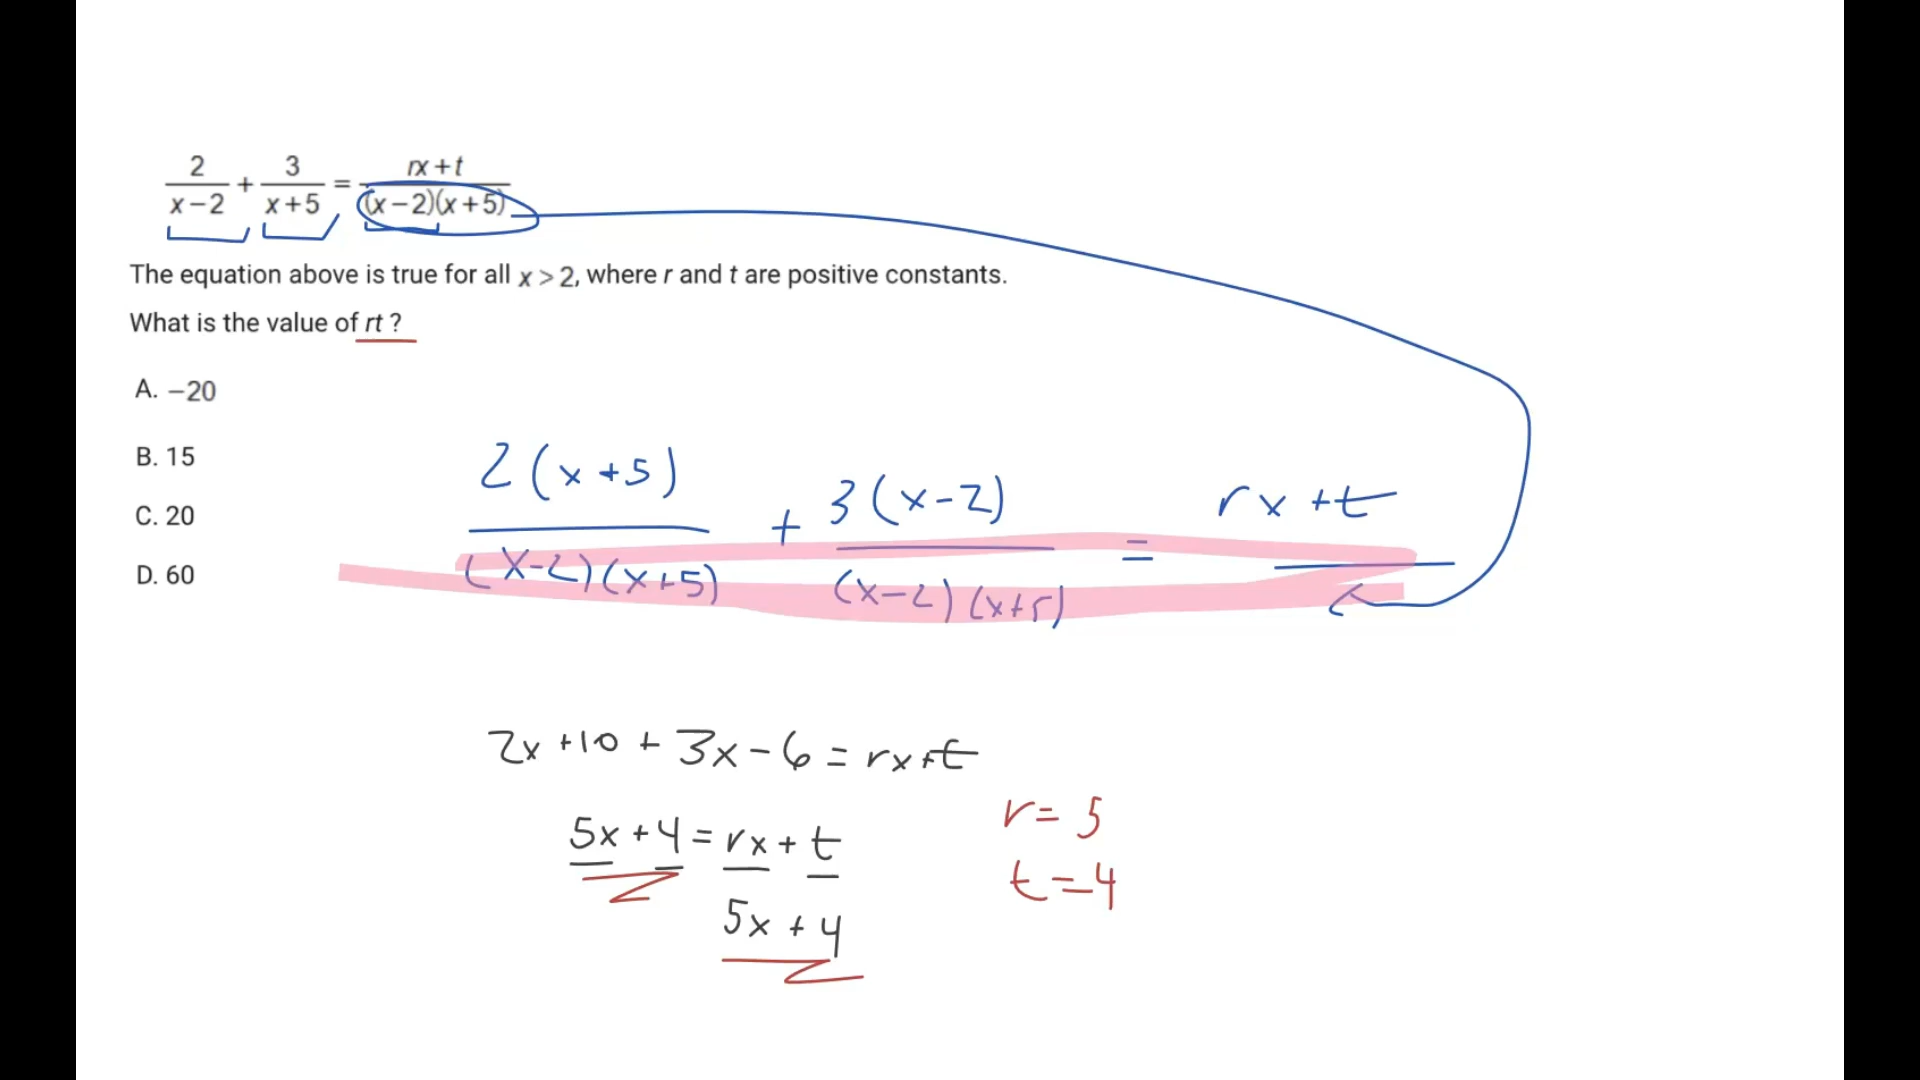 2/(x−2) + 3/(x+5) = (rx+t)/((x−2)(x+5))
The equation above is true for all x > 2, where r and t are positive constants.
What is the value of rt ?
A. −20
B. 15
C. 20
D. 60
2(x+5)/((x-2)(x+5)) + 3(x-2)/((x-2)(x+5)) = rx+t
2x +10 + 3x - 6 = rx+t
5x + 4 = rx + t
5x + 4
r = 5
t = 4